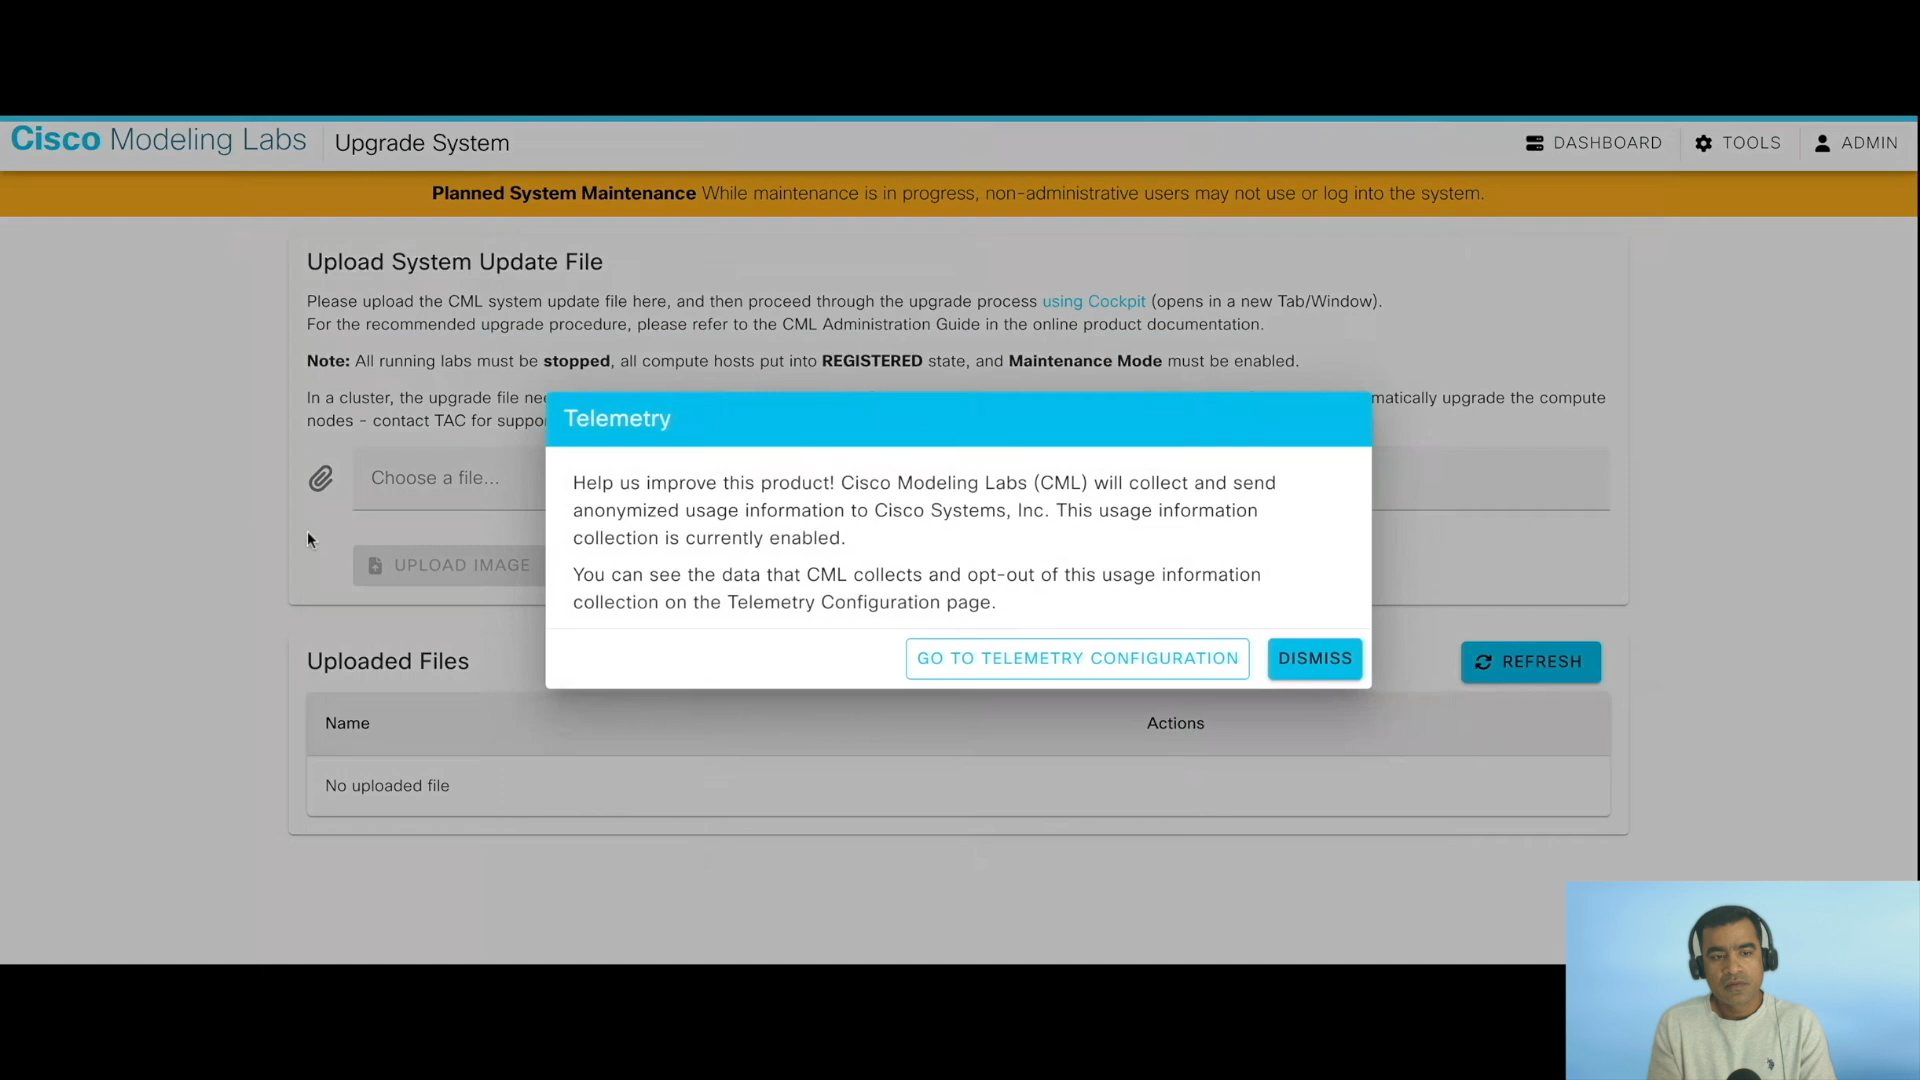 Cisco Modeling Labs
Upgrade System
DASHBOARD
TOOLS
ADMIN
Planned System Maintenance While maintenance is in progress, non-administrative users may not use or log into the system.
Upload System Update File
Please upload the CML system update file here, and then proceed through the upgrade process using Cockpit (opens in a new Tab/Window).
For the recommended upgrade procedure, please refer to the CML Administration Guide in the online product documentation.
Note: All running labs must be stopped, all compute hosts put into REGISTERED state, and Maintenance Mode must be enabled.
In a cluster, the upgrade file nee
matically upgrade the compute
nodes - contact TAC for suppo
Choose a file...
UPLOAD IMAGE
Telemetry
Help us improve this product! Cisco Modeling Labs (CML) will collect and send
anonymized usage information to Cisco Systems, Inc. This usage information
collection is currently enabled.
You can see the data that CML collects and opt-out of this usage information
collection on the Telemetry Configuration page.
GO TO TELEMETRY CONFIGURATION
DISMISS
Uploaded Files
REFRESH
Name
Actions
No uploaded file